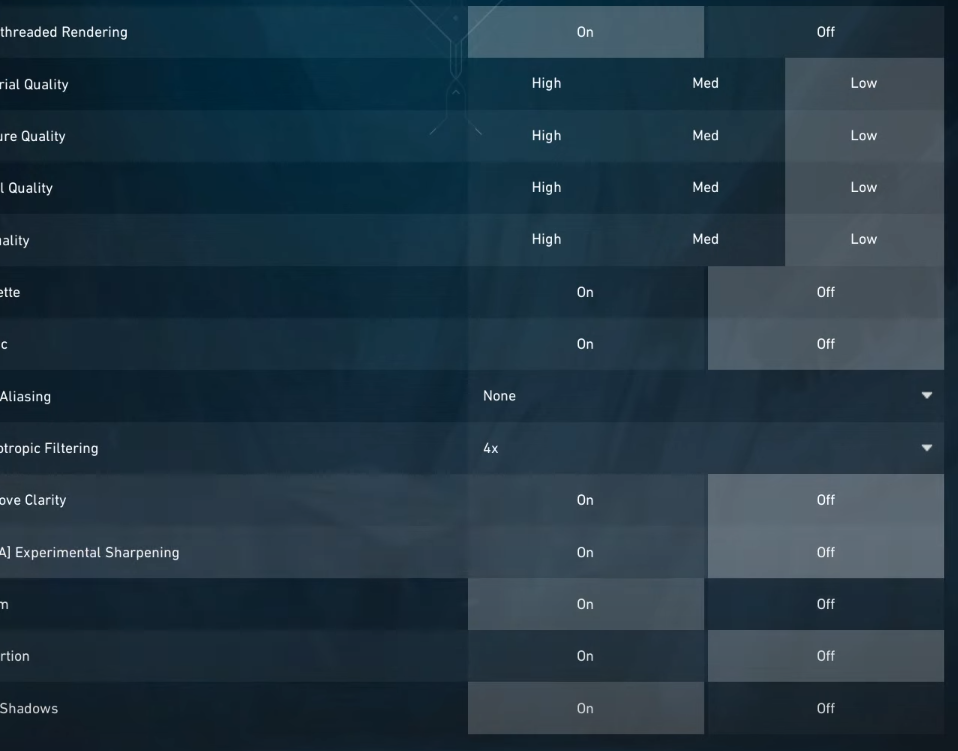 threaded Rendering On Off
rial Quality High Med Low
ure Quality High Med Low
l Quality High Med Low
ality High Med Low
ette On Off
c On Off
Aliasing None
otropic Filtering 4x
ove Clarity On Off
A] Experimental Sharpening On Off
m On Off
rtion On Off
Shadows On Off